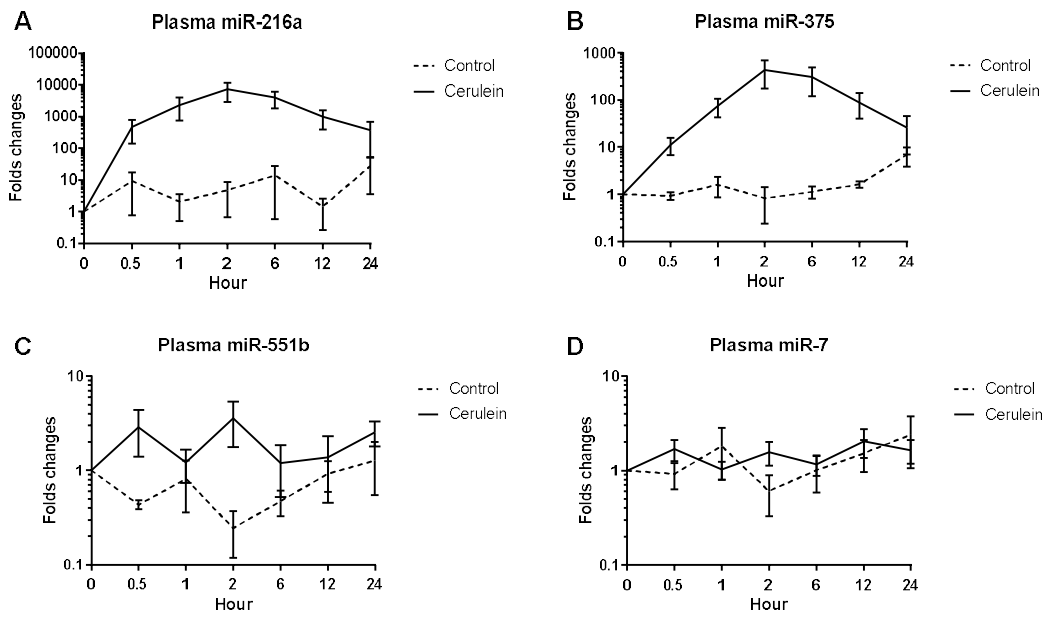 A
Plasma miR-216a
100000
10000
1000
100
10
1
0.1
Folds changes
0 0.5 1 2 6 12 24
Hour
Control
Cerulein
B
Plasma miR-375
1000
100
10
1
0.1
Folds changes
0 0.5 1 2 6 12 24
Hour
Control
Cerulein
C
Plasma miR-551b
10
1
0.1
Folds changes
0 0.5 1 2 6 12 24
Hour
Control
Cerulein
D
Plasma miR-7
10
1
0.1
Folds changes
0 0.5 1 2 6 12 24
Hour
Control
Cerulein